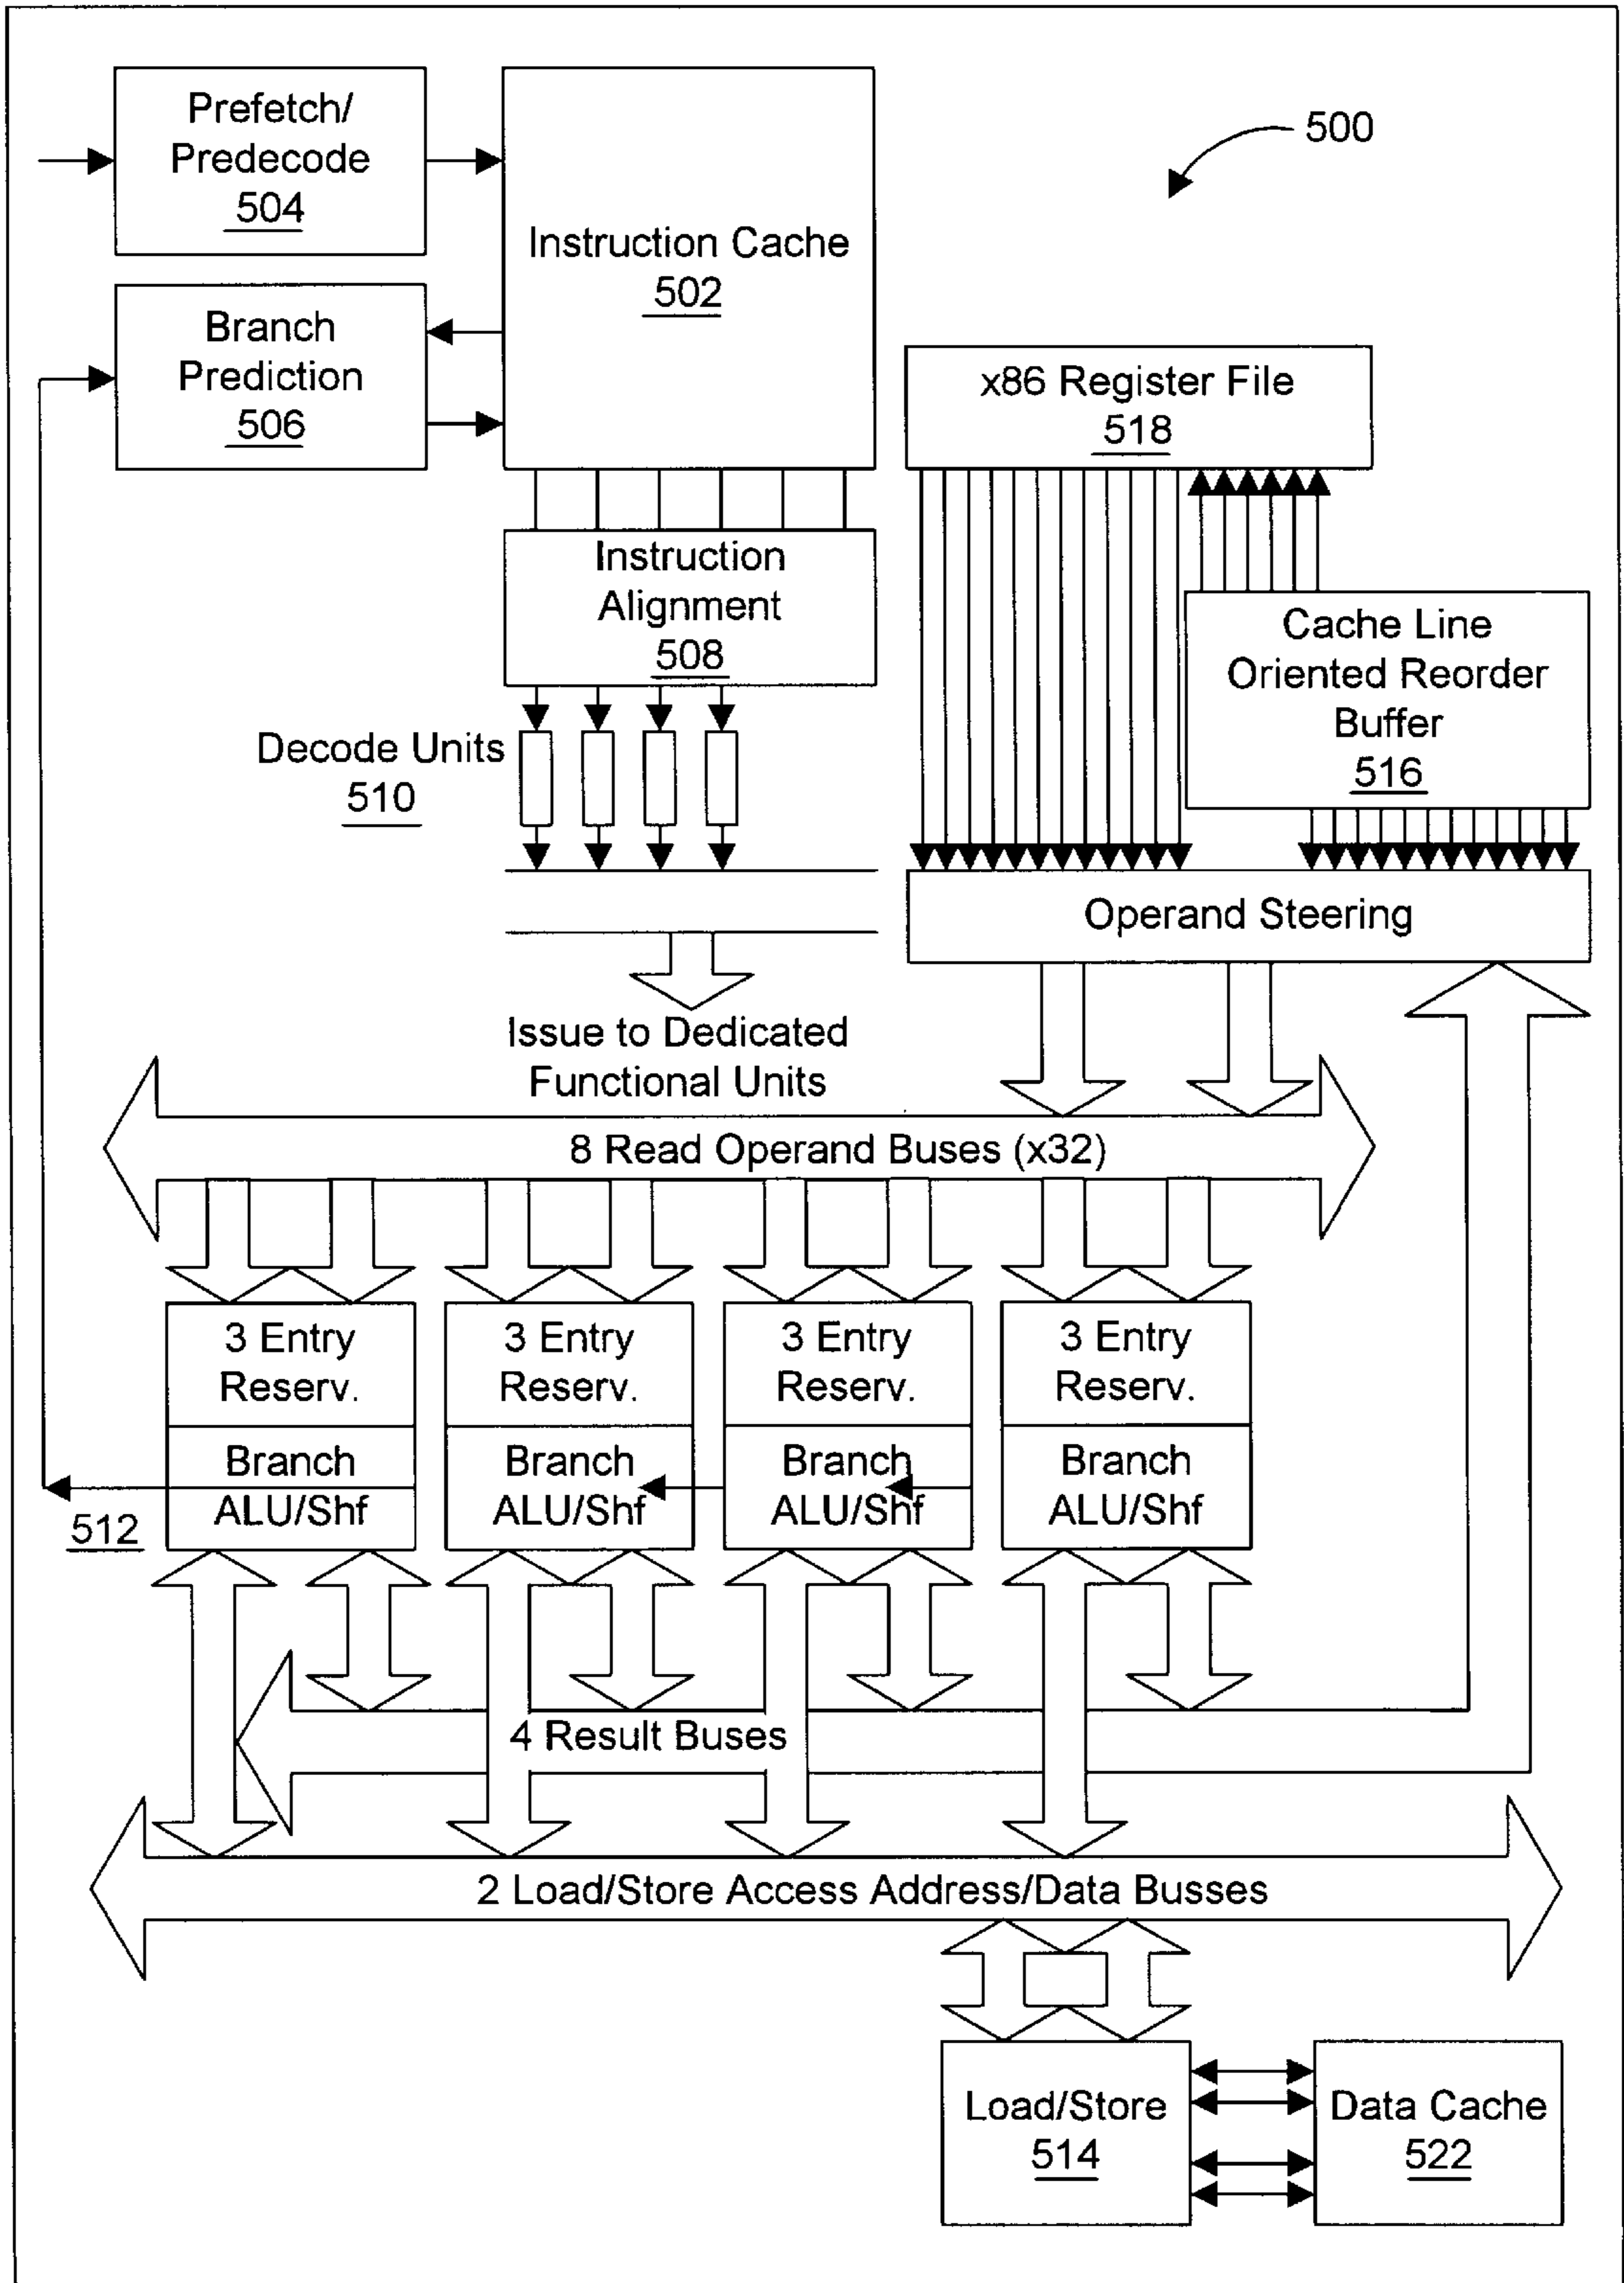 Prefetch/
Predecode
504
Instruction Cache
502
500
Branch
Prediction
506
x86 Register File
518
Instruction
Alignment
508
Cache Line
Oriented Reorder
Buffer
516
Decode Units
510
Operand Steering
Issue to Dedicated
Functional Units
8 Read Operand Buses (x32)
3 Entry
Reserv.
Branch
ALU/Shf
3 Entry
Reserv.
Branch
ALU/Shf
3 Entry
Reserv.
Branch
ALU/Shf
3 Entry
Reserv.
Branch
ALU/Shf
512
4 Result Buses
2 Load/Store Access Address/Data Busses
Load/Store
514
Data Cache
522